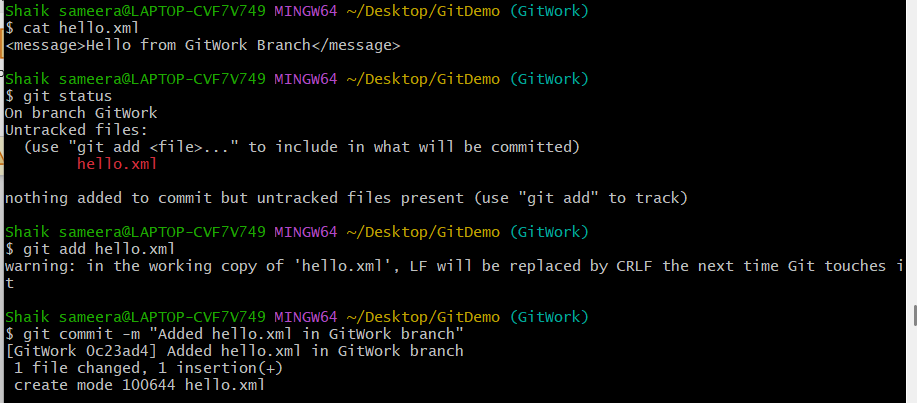 Shaik sameera@LAPTOP-CVF7V749 MINGW64 ~/Desktop/GitDemo (GitWork)
$ cat hello.xml
<message>Hello from GitWork Branch</message>
Shaik sameera@LAPTOP-CVF7V749 MINGW64 ~/Desktop/GitDemo (GitWork)
$ git status
On branch GitWork
Untracked files:
  (use "git add <file>..." to include in what will be committed)
        hello.xml
nothing added to commit but untracked files present (use "git add" to track)
Shaik sameera@LAPTOP-CVF7V749 MINGW64 ~/Desktop/GitDemo (GitWork)
$ git add hello.xml
warning: in the working copy of 'hello.xml', LF will be replaced by CRLF the next time Git touches i
t
Shaik sameera@LAPTOP-CVF7V749 MINGW64 ~/Desktop/GitDemo (GitWork)
$ git commit -m "Added hello.xml in GitWork branch"
[GitWork 0c23ad4] Added hello.xml in GitWork branch
 1 file changed, 1 insertion(+)
 create mode 100644 hello.xml